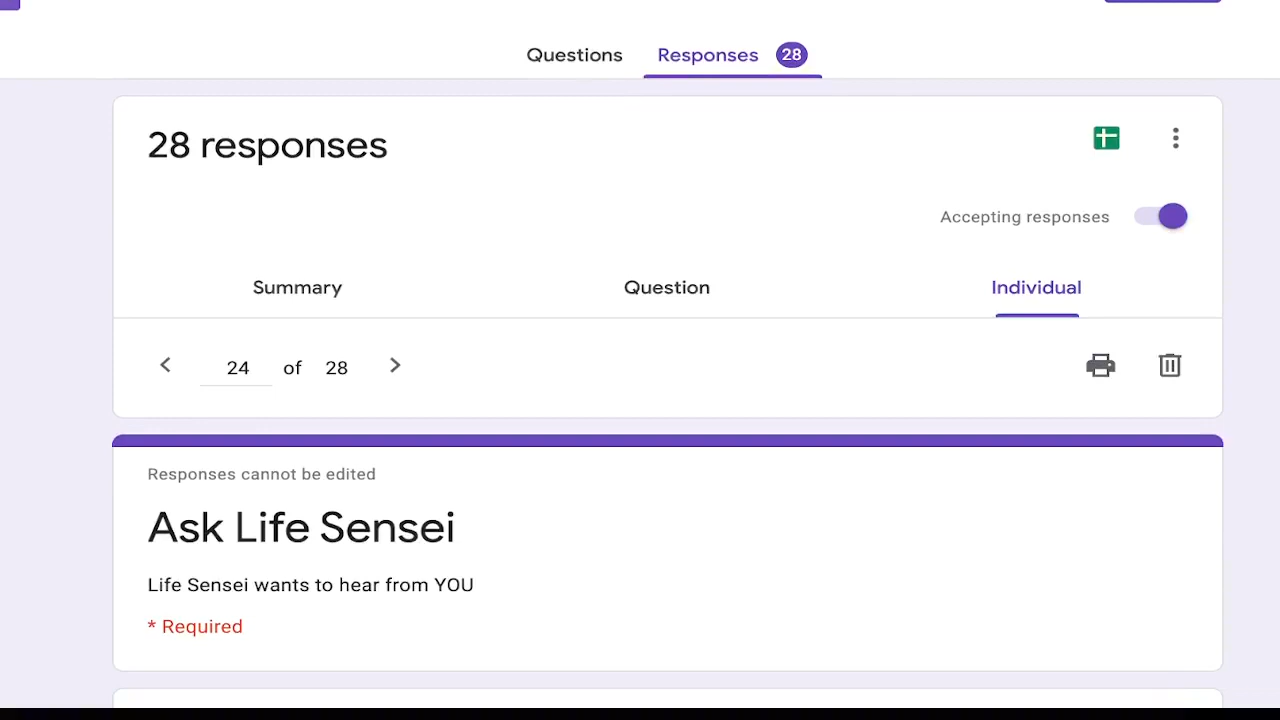 Questions Responses 28
28 responses
Accepting responses
Summary Question Individual
24 of 28
Responses cannot be edited
Ask Life Sensei
Life Sensei wants to hear from YOU
* Required